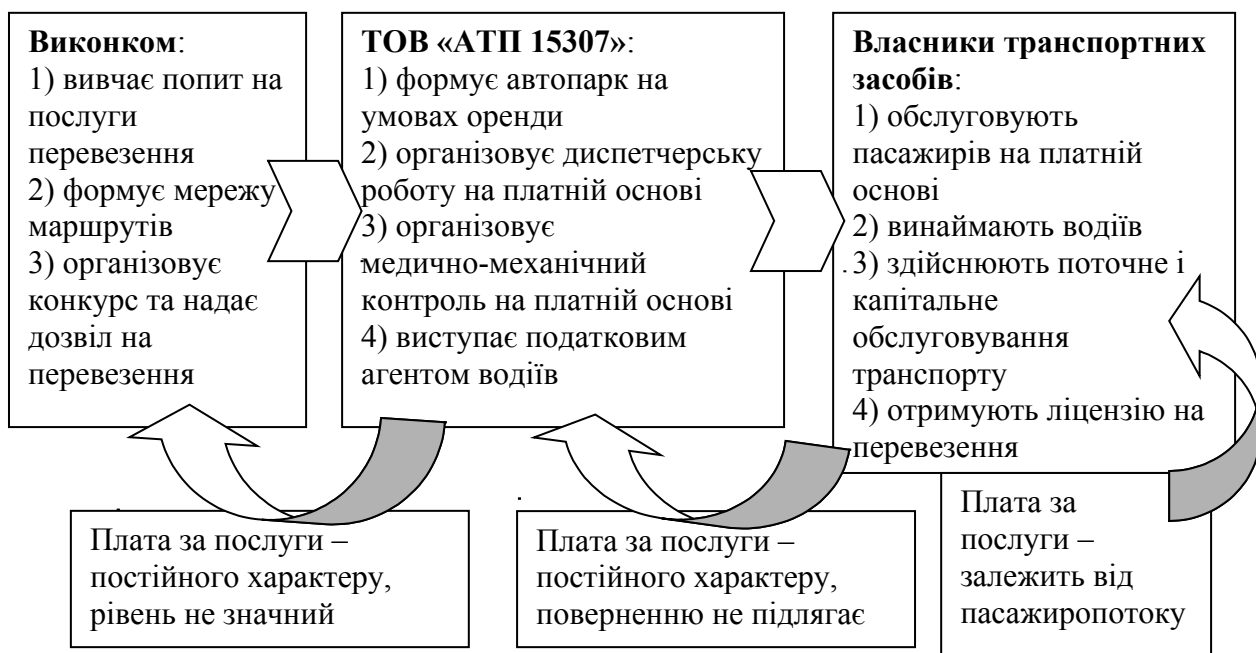 Виконком:
1) вивчає попит на
послуги
перевезення
2) формує мережу
маршрутів
3) організовує
конкурс та надає
дозвіл на
перевезення
ТОВ «АТП 15307»:
1) формує автопарк на
умовах оренди
2) організовує диспетчерську
роботу на платній основі
3) організовує
медично-механічний
контроль на платній основі
4) виступає податковим
агентом водіїв
Власники транспортних
засобів:
1) обслуговують
пасажирів на платній
основі
2) винаймають водіїв
3) здійснюють поточне і
капітальне
обслуговування
транспорту
4) отримують ліцензію на
перевезення
Плата за послуги –
постійного характеру,
рівень не значний
Плата за послуги –
постійного характеру,
поверненню не підлягає
Плата за
послуги –
залежить від
пасажиропотоку